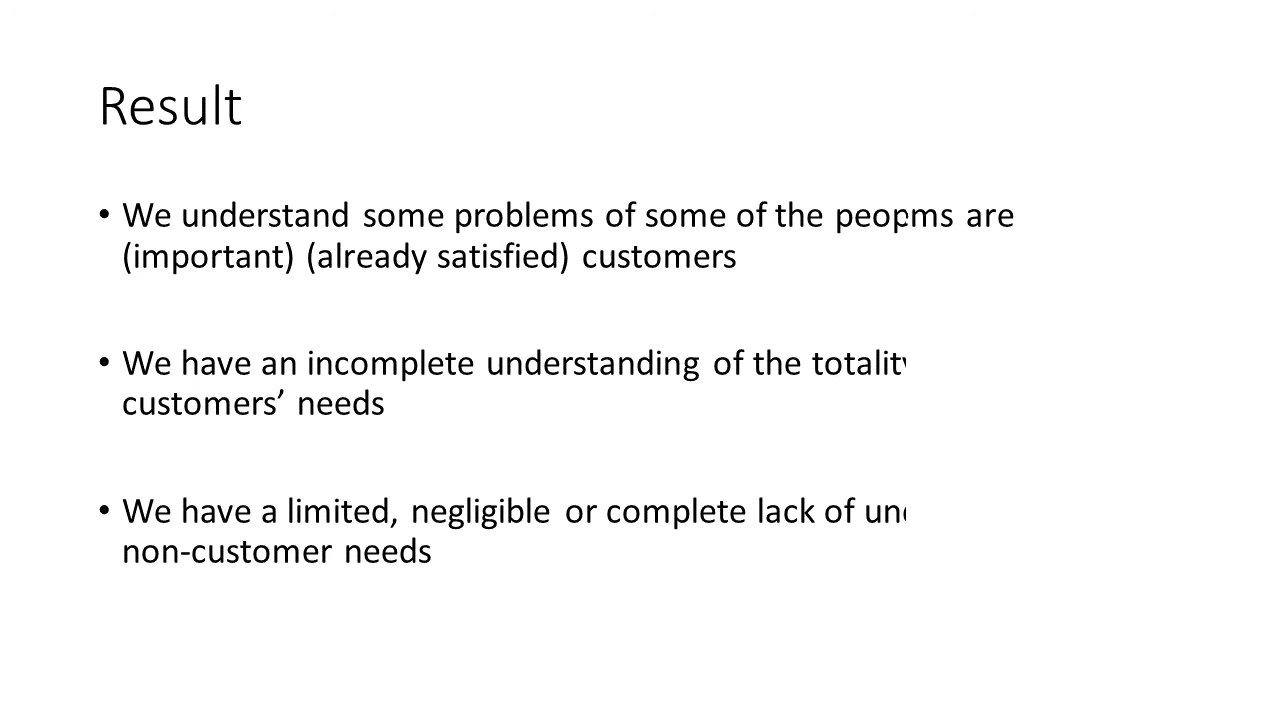 Result
• We understand some problems of some of the are
(important) (already satisfied) customers
• We have an incomplete understanding of the
customers’ needs
• We have a limited, negligible or complete lack of
non-customer needs